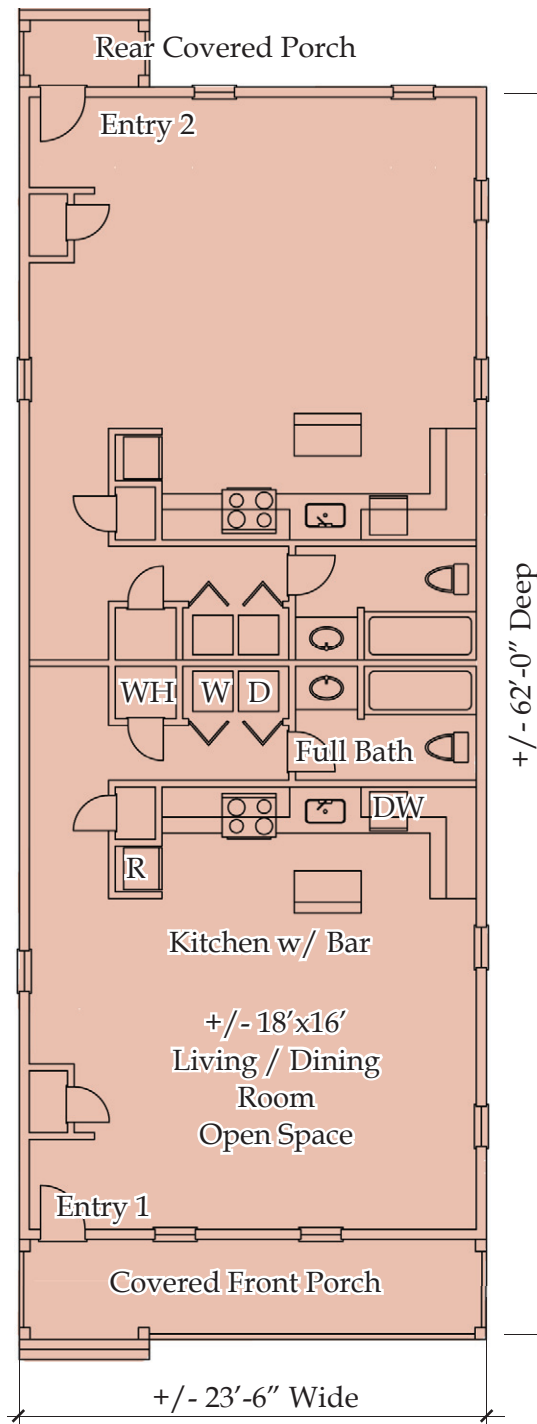 Rear Covered Porch
Entry 2
WH
W
D
Full Bath
DW
R
Kitchen w/ Bar
+/- 18’x16’
Living / Dining
Room
Open Space
Entry 1
Covered Front Porch
+/- 23’-6” Wide
+/- 62’-0” Deep